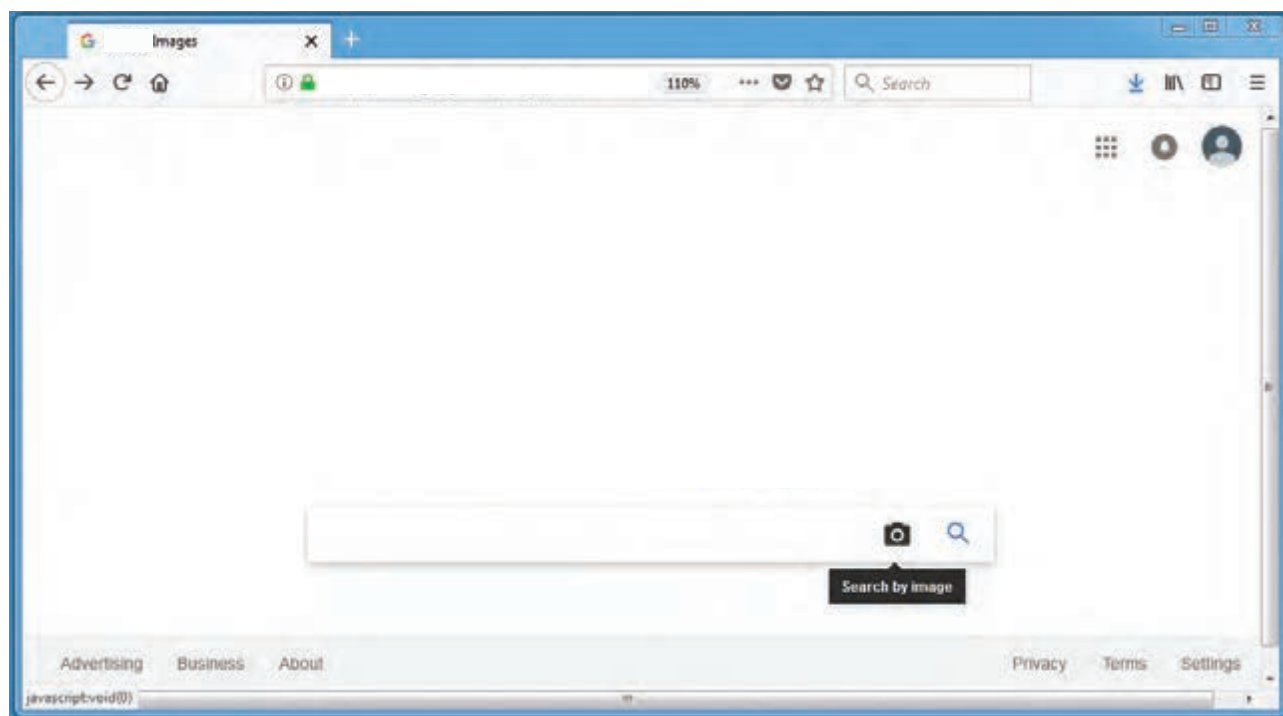 G Images
110% Search
Search by image
Advertising Business About Privacy Terms Settings
javascript:void(0)